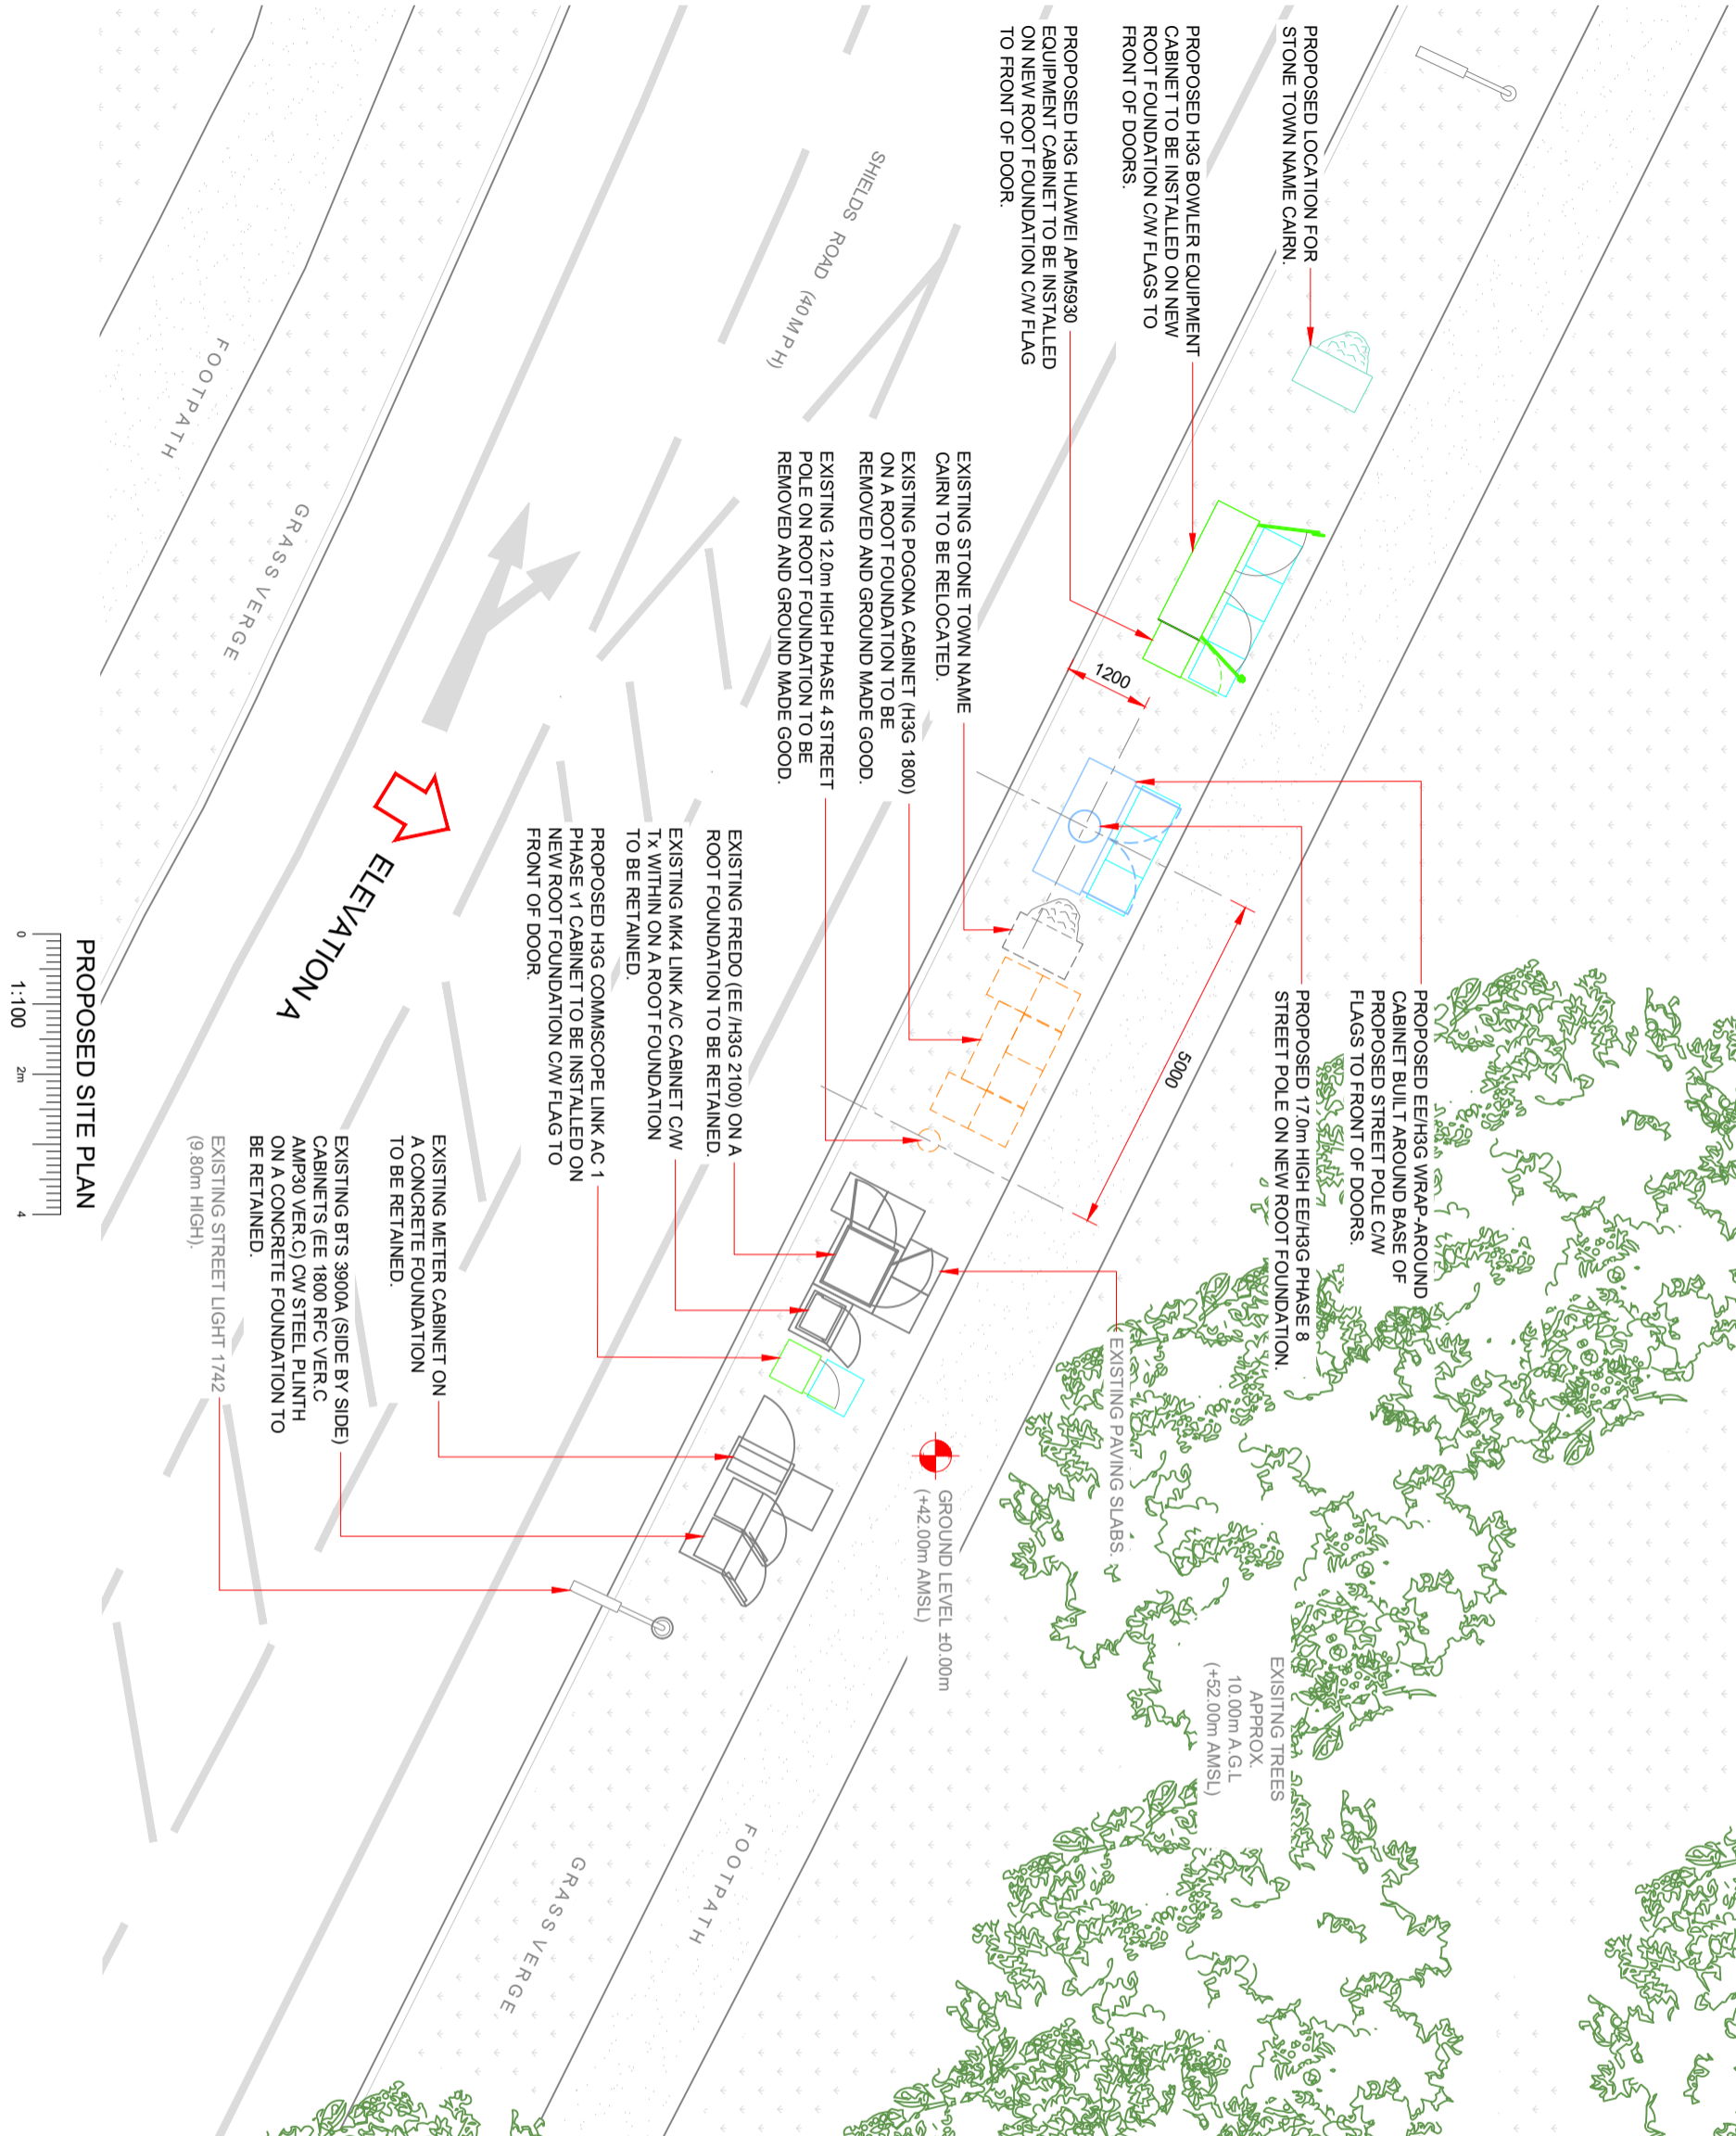 PROPOSED LOCATION FOR
STONE TOWN NAME CAIRN.
PROPOSED H3G BOWLER EQUIPMENT
CABINET TO BE INSTALLED ON NEW
ROOT FOUNDATION C/W FLAGS TO
FRONT OF DOORS.
PROPOSED H3G HUAWEI APM5930
EQUIPMENT CABINET TO BE INSTALLED
ON NEW ROOT FOUNDATION C/W FLAG
TO FRONT OF DOOR.
SHIELDS ROAD (40MPH)
FOOTPATH
GRASS VERGE
1200
EXISTING STONE TOWN NAME
CAIRN TO BE RELOCATED.
EXISTING POGONA CABINET (H3G 1800)
ON A ROOT FOUNDATION TO BE
REMOVED AND GROUND MADE GOOD.
EXISTING 12.0m HIGH PHASE 4 STREET
POLE ON ROOT FOUNDATION TO BE
REMOVED AND GROUND MADE GOOD.
PROPOSED EE/H3G WRAP-AROUND
CABINET BUILT AROUND BASE OF
PROPOSED STREET POLE C/W
FLAGS TO FRONT OF DOORS.
PROPOSED 17.0m HIGH EE/H3G PHASE 8
STREET POLE ON NEW ROOT FOUNDATION.
5000
EXISTING FREDO (EE /H3G 2100) ON A
ROOT FOUNDATION TO BE RETAINED.
EXISTING MK4 LINK A/C CABINET C/W
Tx WITHIN ON A ROOT FOUNDATION
TO BE RETAINED.
PROPOSED H3G COMMSCOPE LINK AC 1
PHASE v1 CABINET TO BE INSTALLED ON
NEW ROOT FOUNDATION C/W FLAG TO
FRONT OF DOOR.
ELEVATION A
EXISTING PAVING SLABS.
EXISTING METER CABINET ON
A CONCRETE FOUNDATION
TO BE RETAINED.
EXISTING BTS 3900A (SIDE BY SIDE)
CABINETS (EE 1800 RFC VER.C
AMP30 VER.C) CW STEEL PLINTH
ON A CONCRETE FOUNDATION TO
BE RETAINED.
EXISTING STREET LIGHT 1742
(9.80m HIGH).
GROUND LEVEL ±0.00m
(+42.00m AMSL)
EXISITNG TREES
APPROX.
10.00m A.G.L
(+52.00m AMSL)
FOOTPATH
GRASS VERGE
PROPOSED SITE PLAN
0 1:100 2m 4